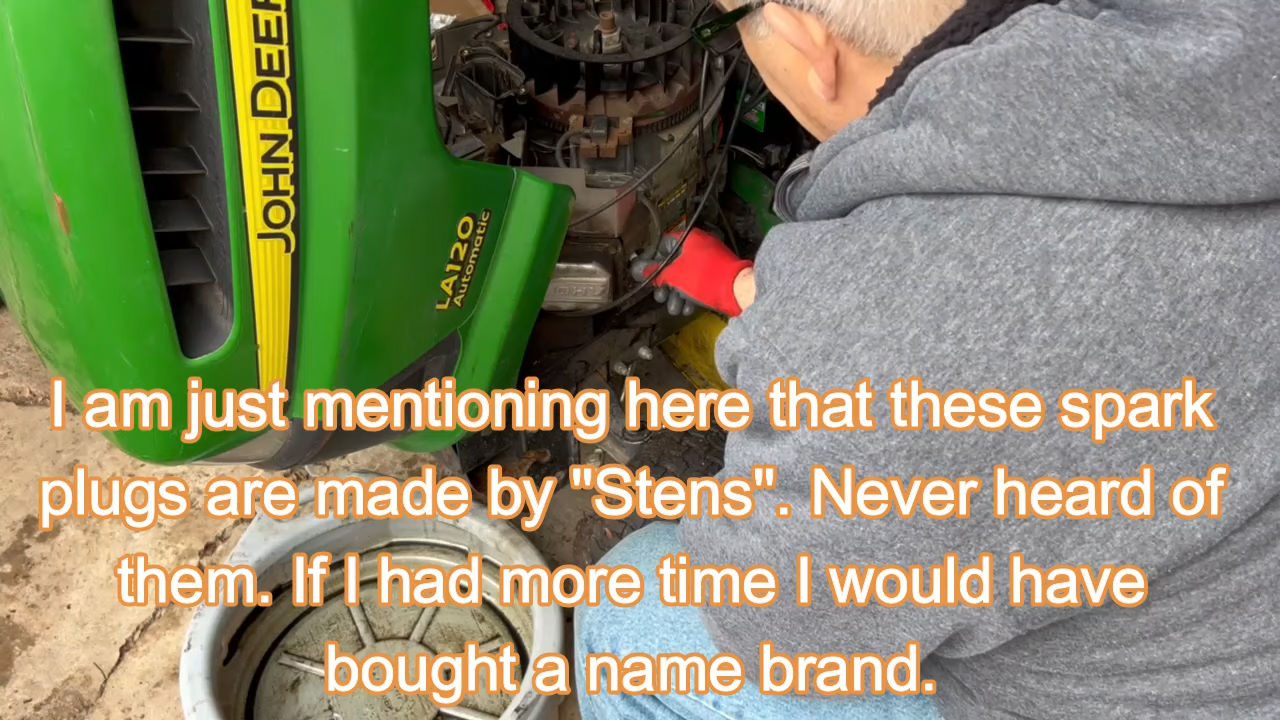 JOHN DEER
LA120
Automatic
I am just mentioning here that these spark
plugs are made by "Stens". Never heard of
them. If I had more time I would have
bought a name brand.